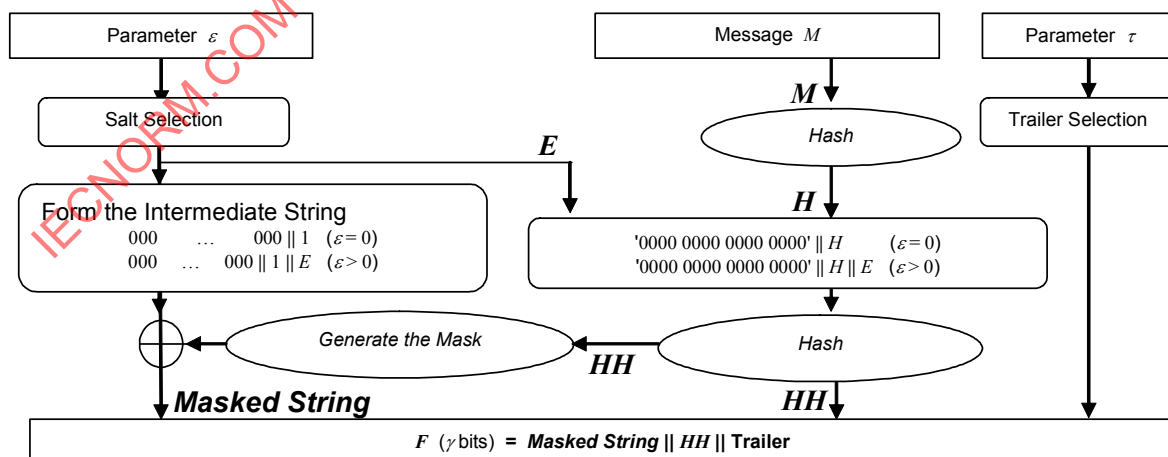 Parameter ε
Message M
Parameter τ
IECNORM.COM
Salt Selection
M
Hash
Trailer Selection
E
H
Form the Intermediate String
000 … 000 || 1 (ε = 0)
000 … 000 || 1 || E (ε > 0)
'0000 0000 0000 0000' || H (ε = 0)
'0000 0000 0000 0000' || H || E (ε > 0)
Generate the Mask
HH
Hash
Masked String
HH
F (γ bits) = Masked String || HH || Trailer